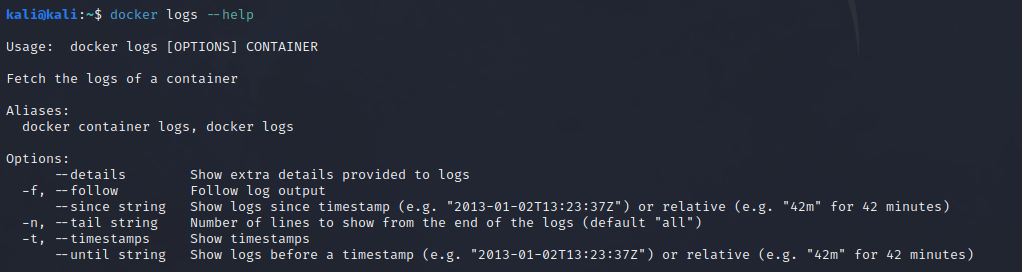 kali@kali:~$ docker logs --help
Usage:  docker logs [OPTIONS] CONTAINER
Fetch the logs of a container
Aliases:
  docker container logs, docker logs
Options:
      --details        Show extra details provided to logs
  -f, --follow         Follow log output
      --since string   Show logs since timestamp (e.g. "2013-01-02T13:23:37Z") or relative (e.g. "42m" for 42 minutes)
  -n, --tail string    Number of lines to show from the end of the logs (default "all")
  -t, --timestamps     Show timestamps
      --until string   Show logs before a timestamp (e.g. "2013-01-02T13:23:37Z") or relative (e.g. "42m" for 42 minutes)